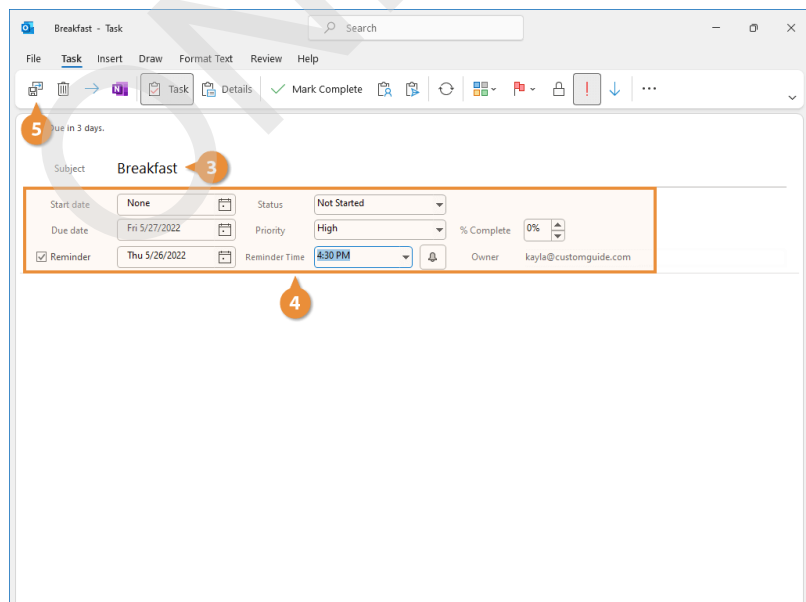 Breakfast - Task
Search
File Task Insert Draw Format Text Review Help
N Task Details Mark Complete
5 Due in 3 days.
Subject Breakfast 3
Start date None Status Not Started
Due date Fri 5/27/2022 Priority High % Complete 0%
Reminder Thu 5/26/2022 Reminder Time 4:30 PM Owner kayla@customguide.com
4